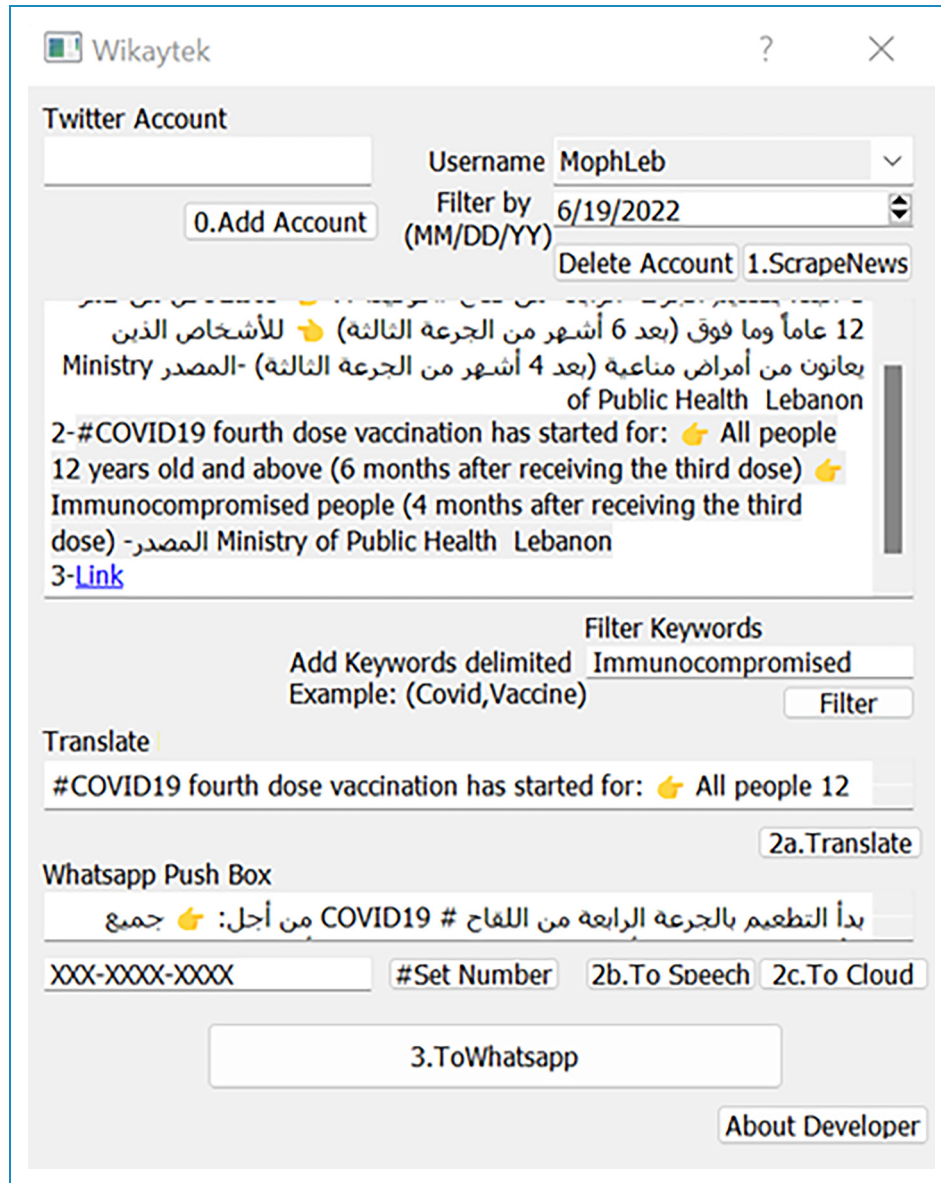 Wikaytek
Twitter Account
Username MophLeb
Filter by
(MM/DD/YY)
6/19/2022
0.Add Account
Delete Account 1.ScrapeNews
12 عاماً وما فوق (بعد 6 أشهر من الجرعة الثالثة) 👈 للأشخاص الذين
يعانون من أمراض مناعية (بعد 4 أشهر من الجرعة الثالثة) -المصدر Ministry
of Public Health Lebanon
2-#COVID19 fourth dose vaccination has started for: 👉 All people
12 years old and above (6 months after receiving the third dose) 👉
Immunocompromised people (4 months after receiving the third
dose) -المصدر Ministry of Public Health Lebanon
3-Link
Filter Keywords
Add Keywords delimited Immunocompromised
Example: (Covid,Vaccine)
Filter
Translate
#COVID19 fourth dose vaccination has started for: 👉 All people 12
2a.Translate
Whatsapp Push Box
بدأ التطعيم بالجرعة الرابعة من اللقاح # COVID19 من أجل: 👉 جميع
XXX-XXXX-XXXX #Set Number 2b.To Speech 2c.To Cloud
3.ToWhatsapp
About Developer